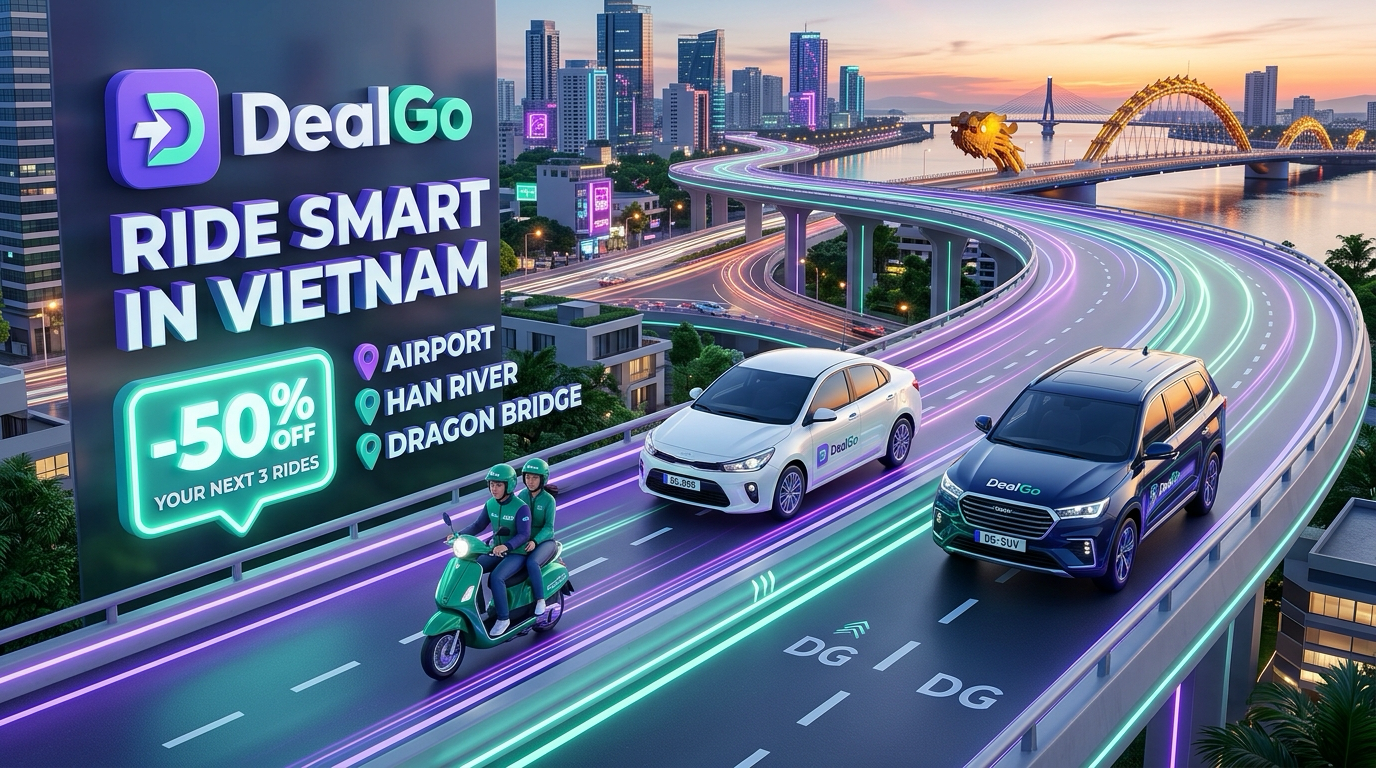 DealGo
RIDE SMART
IN VIETNAM
-50% OFF
YOUR NEXT 3 RIDES
AIRPORT
HAN RIVER
DRAGON BRIDGE
DealGo
DealGo
DG-SUV
DG
DG